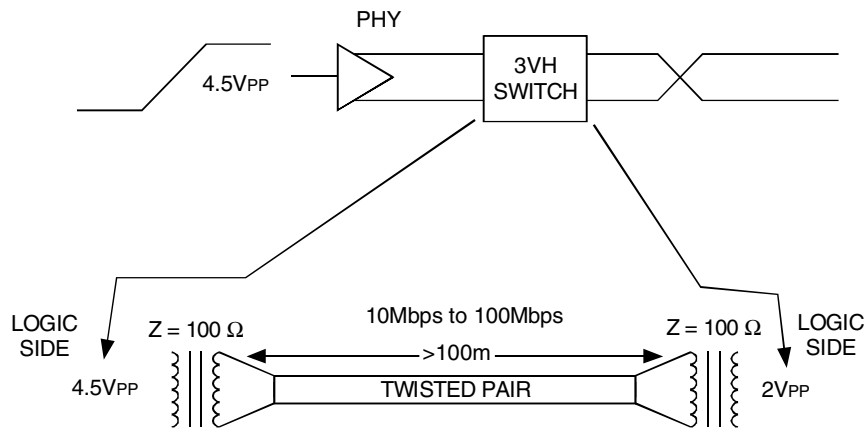 PHY
4.5VPP
3VH
SWITCH
LOGIC
SIDE
Z = 100 Ω
10Mbps to 100Mbps
Z = 100 Ω
LOGIC
SIDE
>100m
4.5VPP
TWISTED PAIR
2VPP